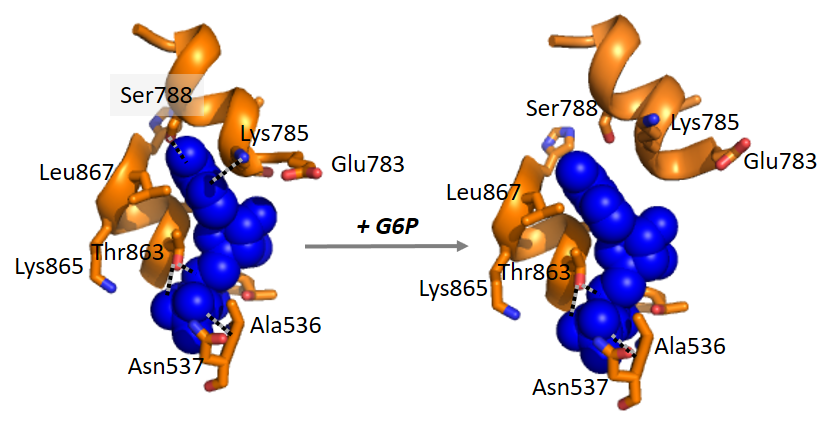 Ser788
Lys785
Glu783
Leu867
Thr863
Lys865
Ala536
Asn537
+ G6P
Ser788
Lys785
Glu783
Leu867
Thr863
Lys865
Ala536
Asn537